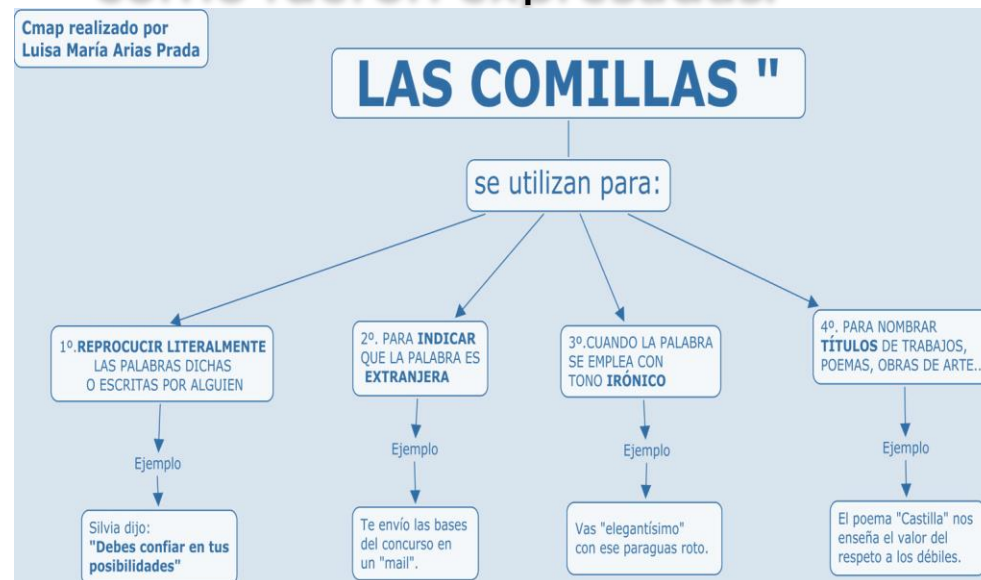 como fueron expresadas.
Cmap realizado por
Luisa María Arias Prada
LAS COMILLAS "
se utilizan para:
1º.REPROCUCIR LITERALMENTE
LAS PALABRAS DICHAS
O ESCRITAS POR ALGUIEN
Ejemplo
Silvia dijo:
"Debes confiar en tus
posibilidades"
2º. PARA INDICAR
QUE LA PALABRA ES
EXTRANJERA
Ejemplo
Te envío las bases
del concurso en
un "mail".
3º.CUANDO LA PALABRA
SE EMPLEA CON
TONO IRÓNICO
Ejemplo
Vas "elegantísimo"
con ese paraguas roto.
4º. PARA NOMBRAR
TÍTULOS DE TRABAJOS,
POEMAS, OBRAS DE ARTE..
Ejemplo
El poema "Castilla" nos
enseña el valor del
respeto a los débiles.